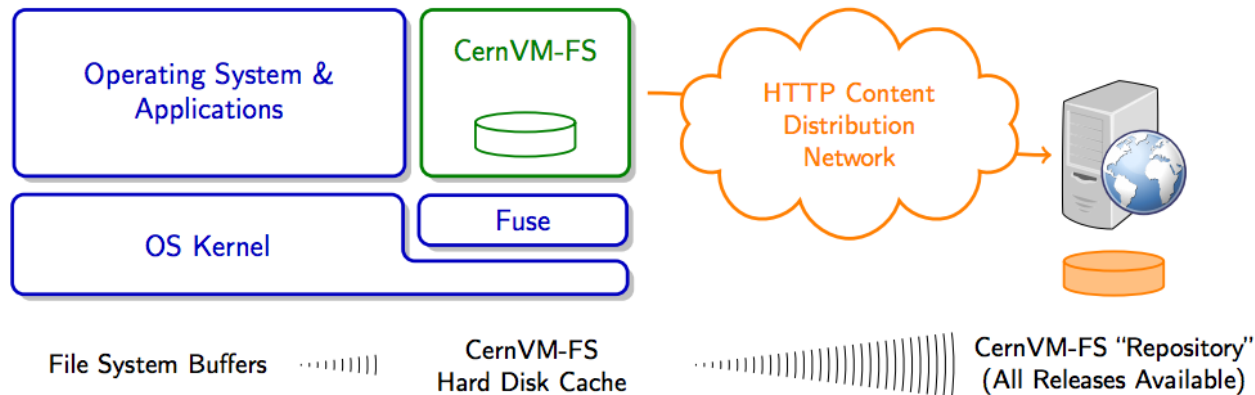 Operating System &
Applications
CernVM-FS
HTTP Content
Distribution
Network
Fuse
OS Kernel
File System Buffers
CernVM-FS
Hard Disk Cache
CernVM-FS “Repository”
(All Releases Available)